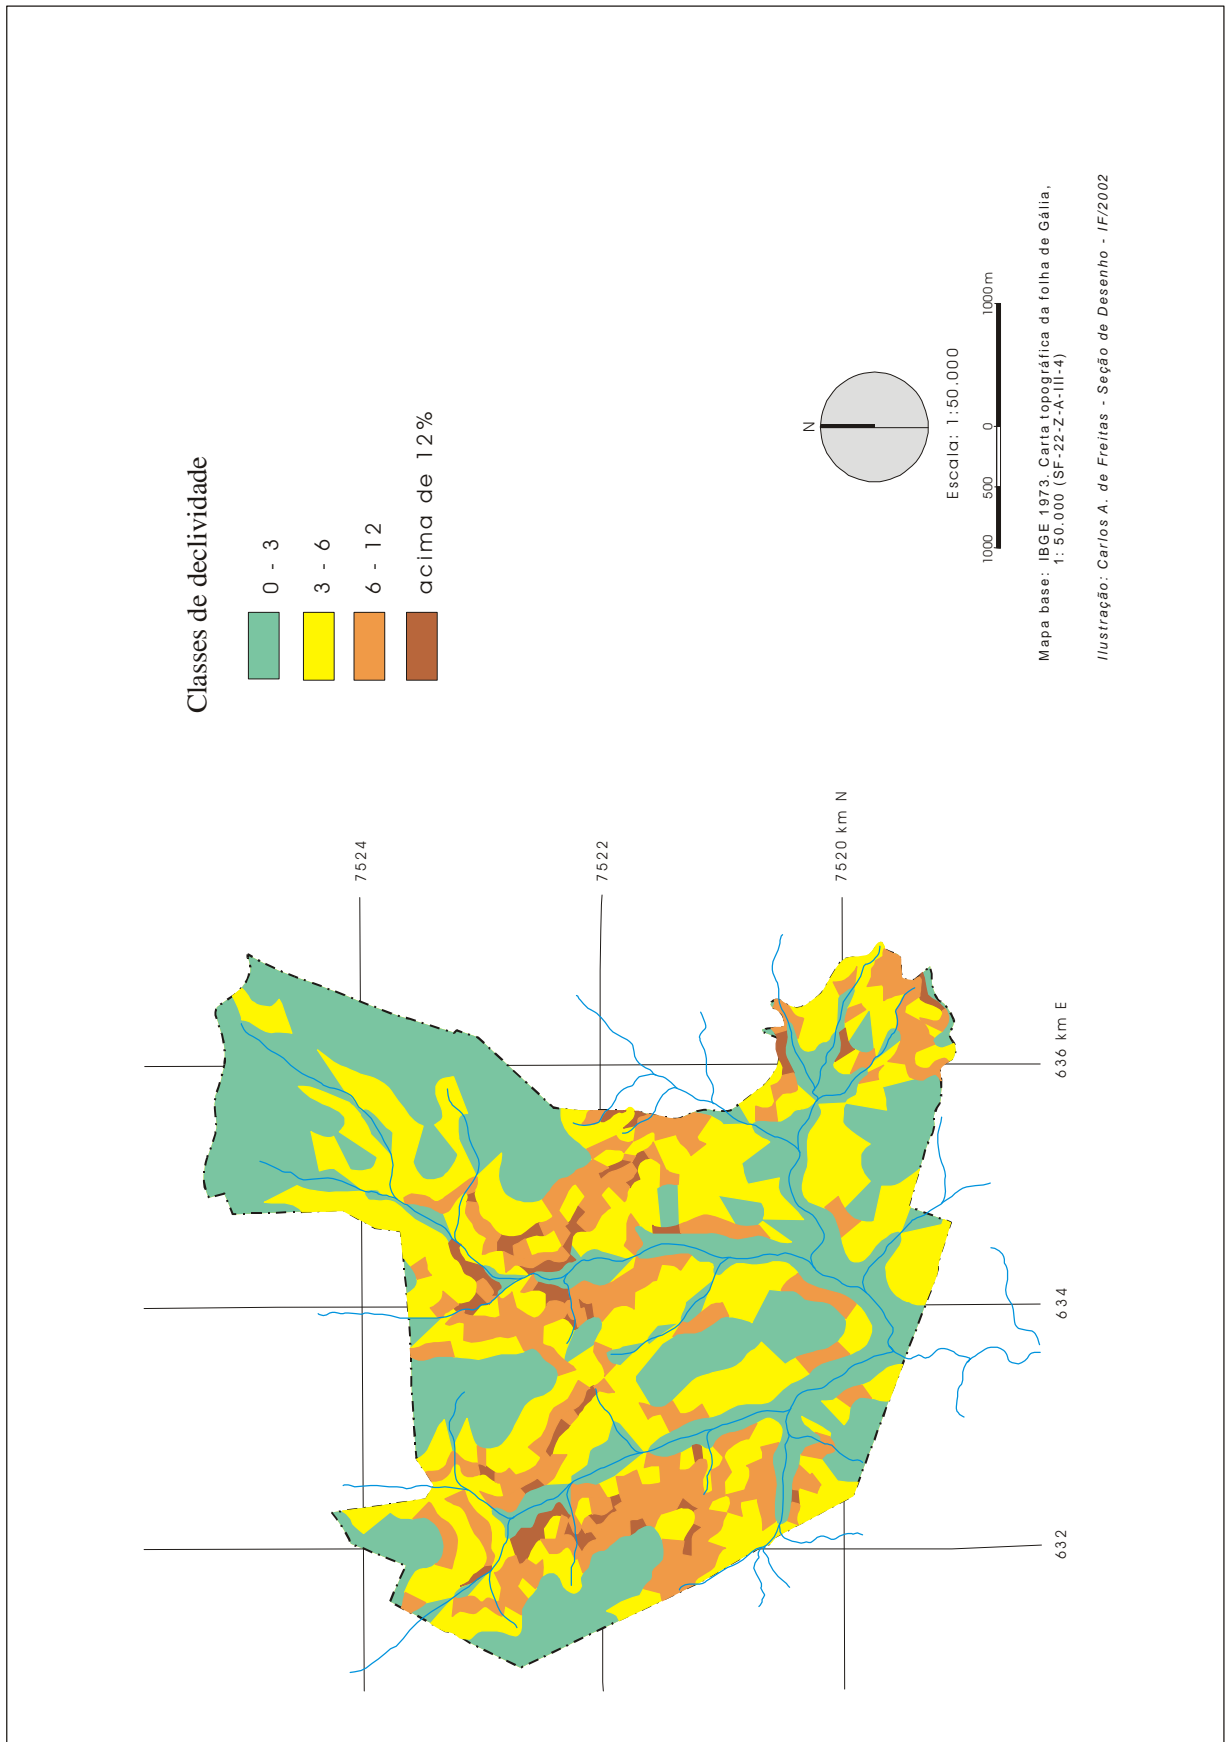 Classes de declividade
0 - 3
3 - 6
6 - 12
acima de 12%
7524
7522
7520 km N
636 km E
634
632
N
Escala: 1:50.000
1000
500
0
1000 m
Mapa base: IBGE 1973. Carta topográfica da folha de Gália,
1: 50.000 (SF-22-Z-A-III-4)
Ilustração: Carlos A. de Freitas - Seção de Desenho - IF/2002